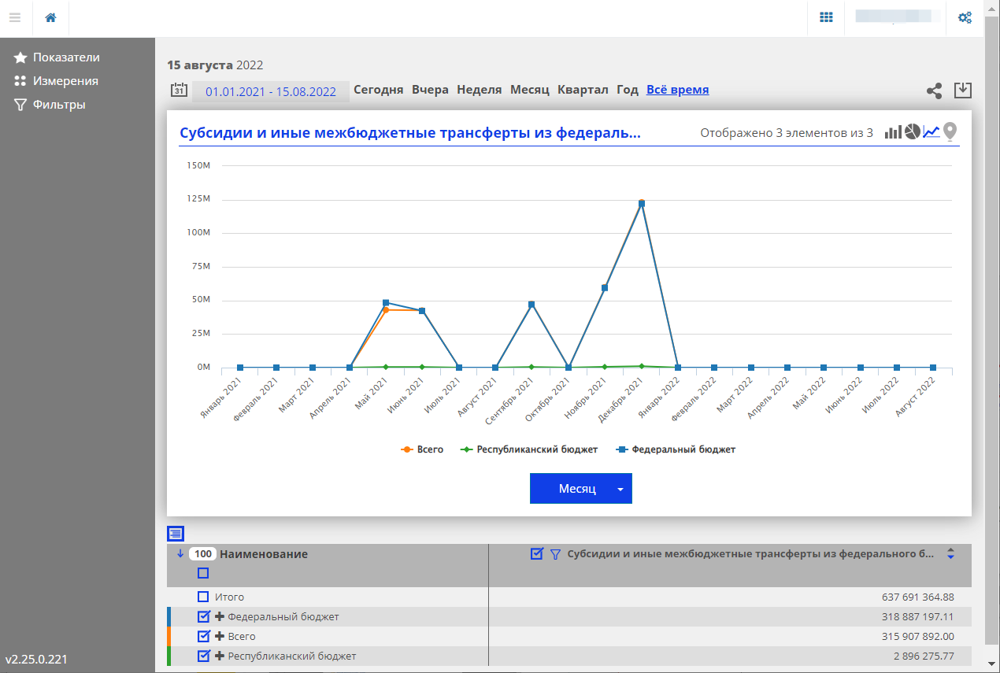 Показатели
Измерения
Фильтры
v2.25.0.221
15 августа 2022
31 01.01.2021 - 15.08.2022 Сегодня Вчера Неделя Месяц Квартал Год Всё время
Субсидии и иные межбюджетные трансферты из федераль... Отображено 3 элементов из 3
150M
125M
100M
75M
50M
25M
0M
Январь 2021 Февраль 2021 Март 2021 Апрель 2021 Май 2021 Июнь 2021 Июль 2021 Август 2021 Сентябрь 2021 Октябрь 2021 Ноябрь 2021 Декабрь 2021 Январь 2022 Февраль 2022 Март 2022 Апрель 2022 Май 2022 Июнь 2022 Июль 2022 Август 2022
Всего Республиканский бюджет Федеральный бюджет
Месяц
100 Наименование Субсидии и иные межбюджетные трансферты из федерального б...
Итого 637 691 364.88
Федеральный бюджет 318 887 197.11
Всего 315 907 892.00
Республиканский бюджет 2 896 275.77